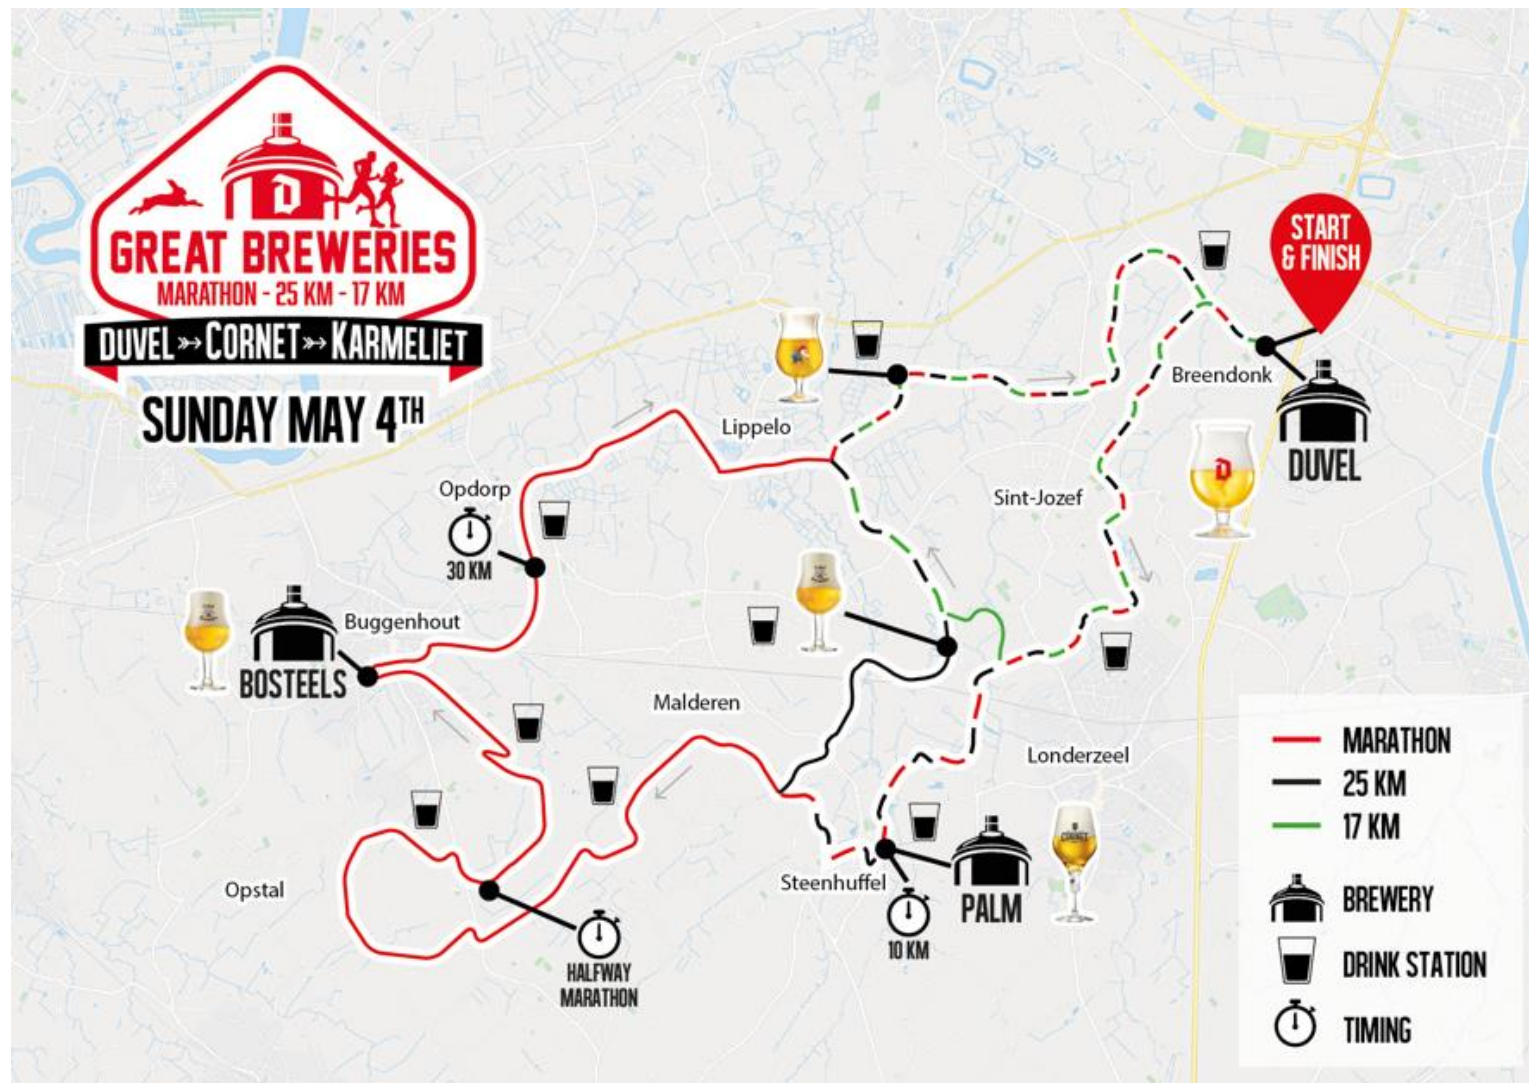 GREAT BREWERIES
MARATHON - 25 KM - 17 KM
DUVEL CORNET KARMELIET
SUNDAY MAY 4TH
START
& FINISH
Breendonk
DUVEL
Lippelo
Sint-Jozef
Opdorp
30 KM
Buggenhout
BOSTEELS
Malderen
Londerzeel
Steenhuffel
PALM
CORNET
10 KM
Opstal
HALFWAY
MARATHON
MARATHON
25 KM
17 KM
BREWERY
DRINK STATION
TIMING